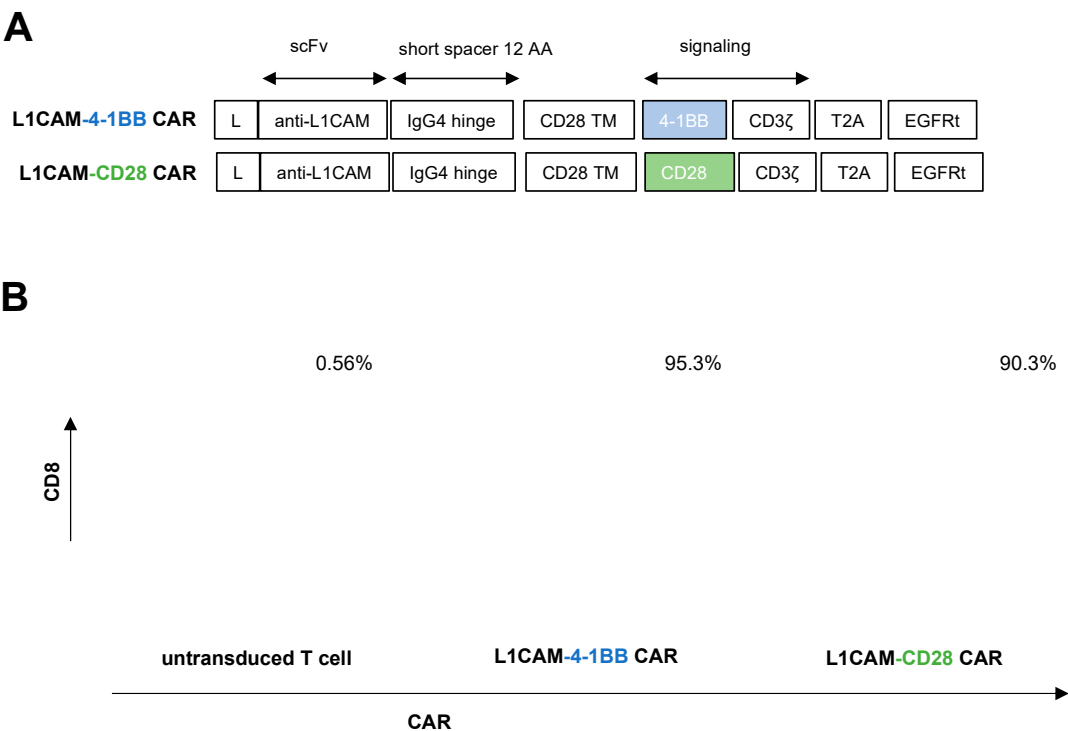 A
scFv
short spacer 12 AA
signaling
L1CAM-4-1BB CAR L anti-L1CAM IgG4 hinge CD28 TM 4-1BB CD3ζ T2A EGFRt
L1CAM-CD28 CAR L anti-L1CAM IgG4 hinge CD28 TM CD28 CD3ζ T2A EGFRt
B
0.56% 95.3% 90.3%
CD8
untransduced T cell L1CAM-4-1BB CAR L1CAM-CD28 CAR
CAR